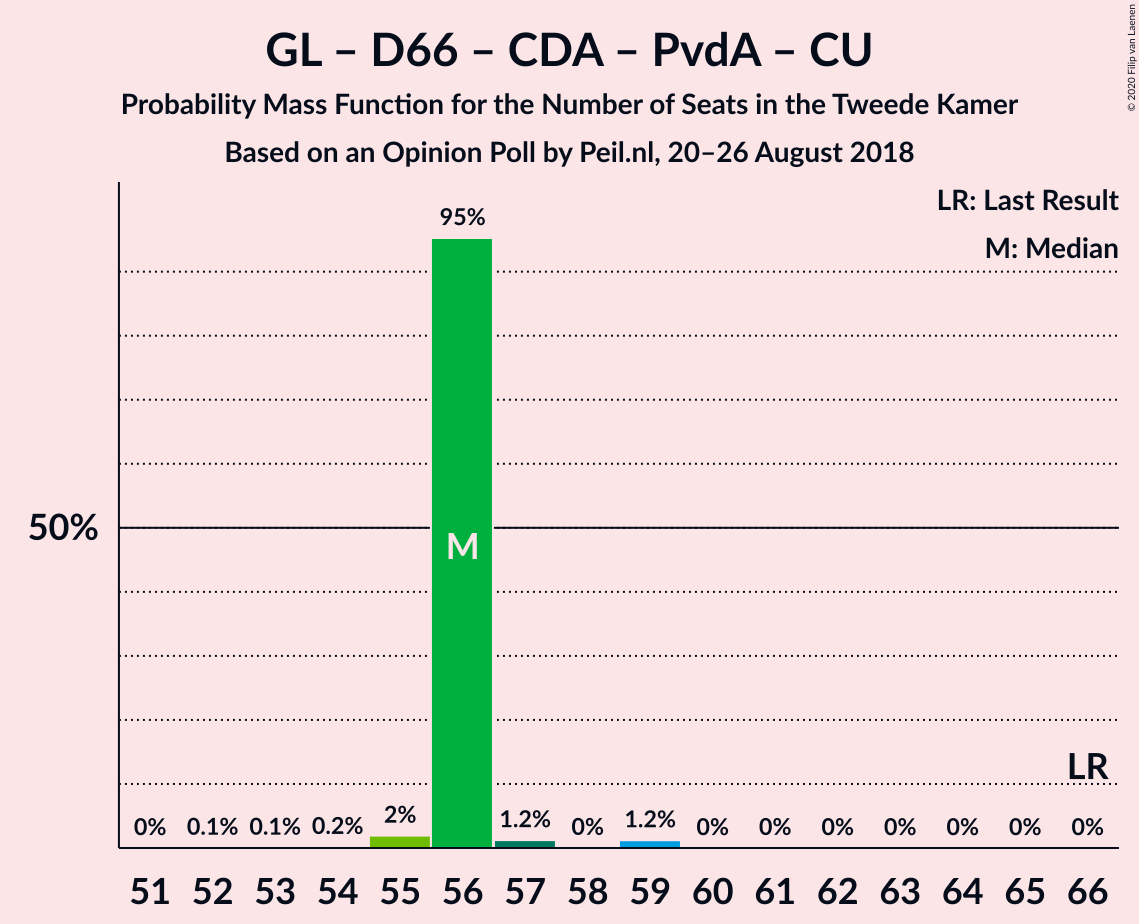 GL – D66 – CDA – PvdA – CU
Probability Mass Function for the Number of Seats in the Tweede Kamer
Based on an Opinion Poll by Peil.nl, 20–26 August 2018
© 2020 Filip van Laenen
LR: Last Result
M: Median
95%
50%
M
LR
0% 0.1% 0.1% 0.2% 2% 1.2% 0% 1.2% 0% 0% 0% 0% 0% 0% 0%
51 52 53 54 55 56 57 58 59 60 61 62 63 64 65 66